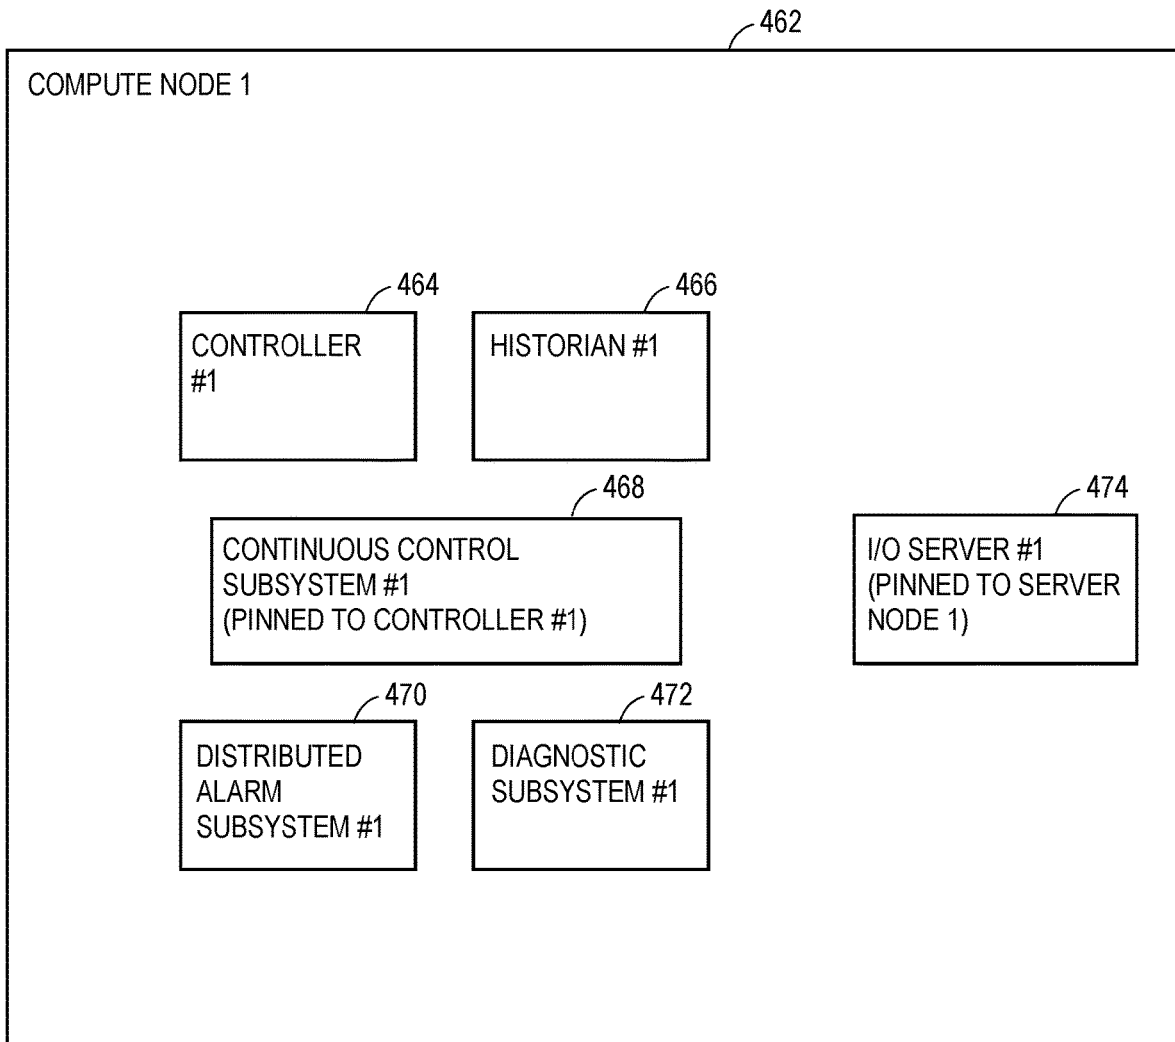 462
COMPUTE NODE 1
464
466
CONTROLLER
#1
HISTORIAN #1
468
474
CONTINUOUS CONTROL
SUBSYSTEM #1
(PINNED TO CONTROLLER #1)
I/O SERVER #1
(PINNED TO SERVER
NODE 1)
470
472
DISTRIBUTED
ALARM
SUBSYSTEM #1
DIAGNOSTIC
SUBSYSTEM #1